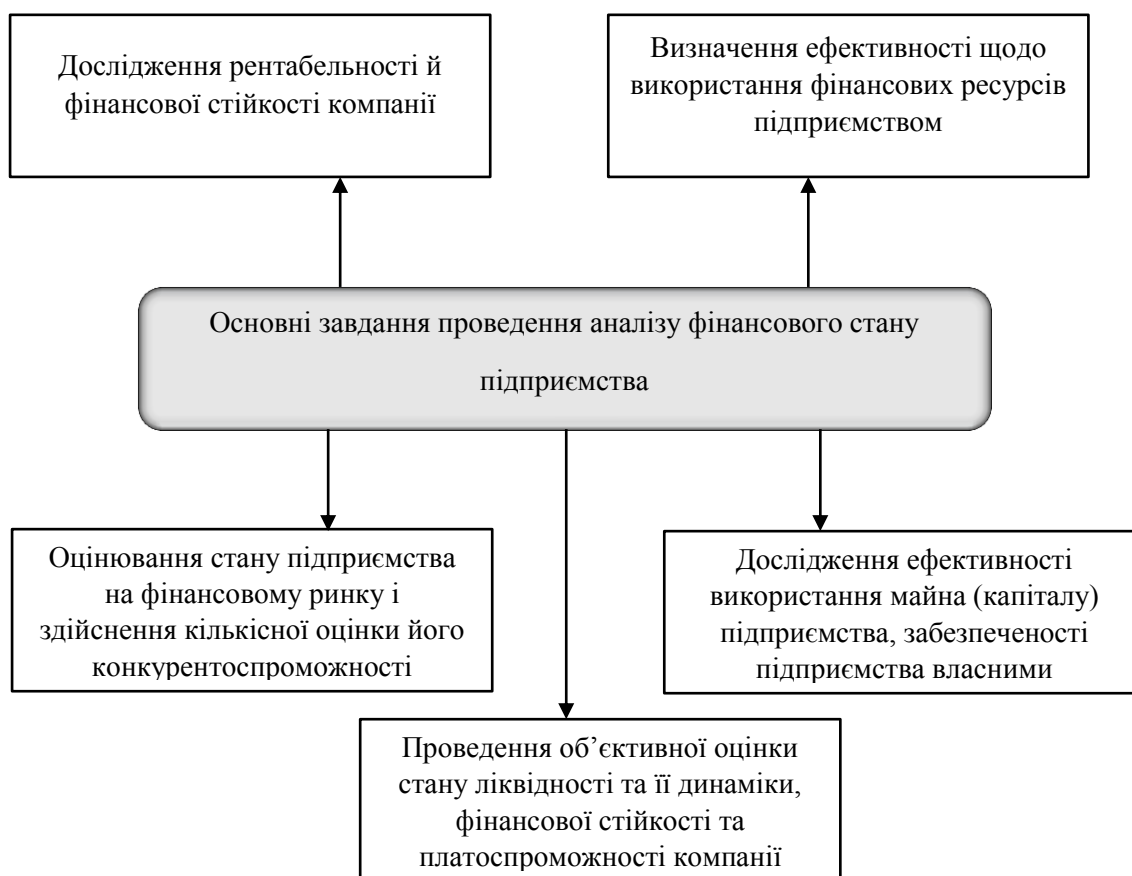 Дослідження рентабельності й
фінансової стійкості компанії
Визначення ефективності щодо
використання фінансових ресурсів
підприємством
Основні завдання проведення аналізу фінансового стану
підприємства
Оцінювання стану підприємства
на фінансовому ринку і
здійснення кількісної оцінки його
конкурентоспроможності
Дослідження ефективності
використання майна (капіталу)
підприємства, забезпеченості
підприємства власними
Проведення об’єктивної оцінки
стану ліквідності та її динаміки,
фінансової стійкості та
платоспроможності компанії